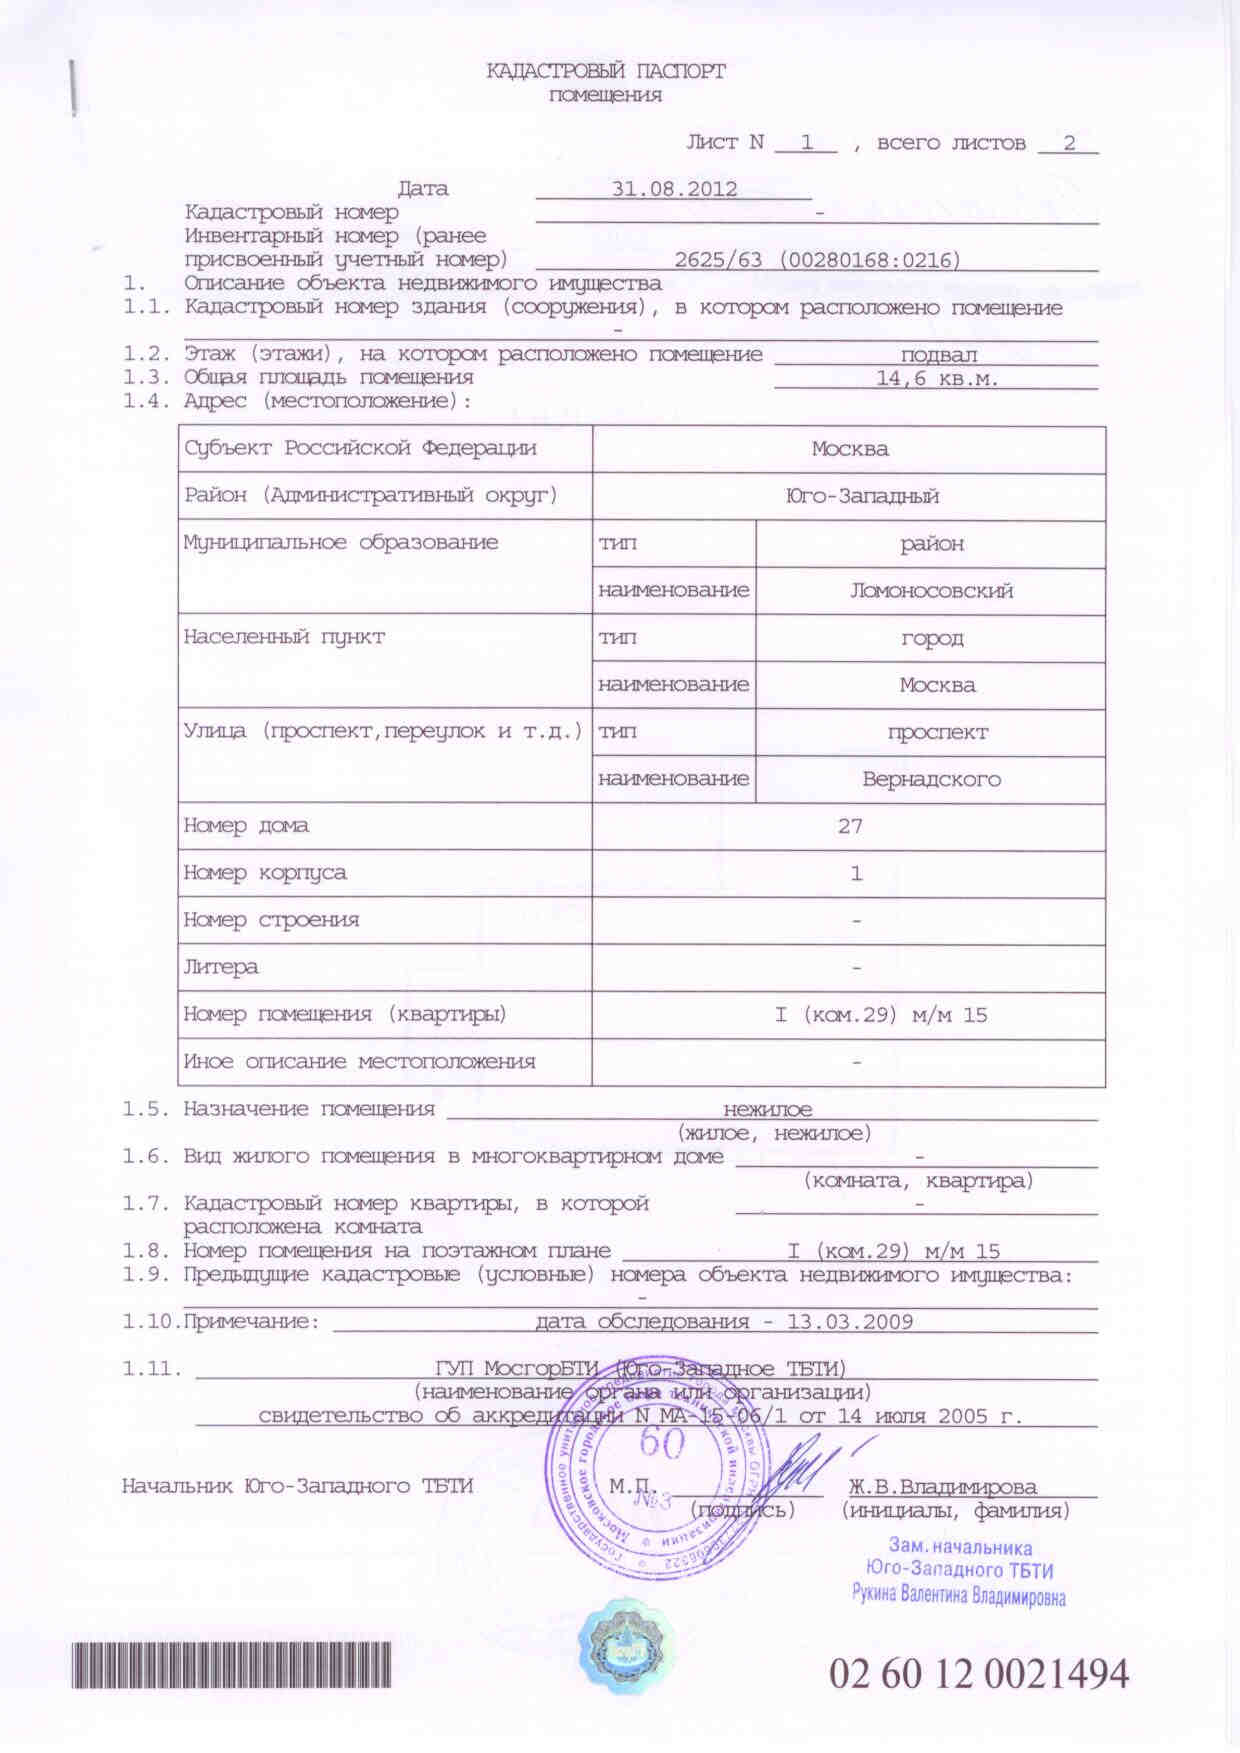 КАДАСТРОВЫЙ ПАСПОРТ
помещения
Лист N 1 , всего листов 2
Дата 31.08.2012
Кадастровый номер -
Инвентарный номер (ранее
присвоенный учетный номер) 2625/63 (00280168:0216)
1. Описание объекта недвижимого имущества
1.1. Кадастровый номер здания (сооружения), в котором расположено помещение
-
1.2. Этаж (этажи), на котором расположено помещение подвал
1.3. Общая площадь помещения 14,6 кв.м.
1.4. Адрес (местоположение):
Субъект Российской Федерации Москва
Район (Административный округ) Юго-Западный
Муниципальное образование тип район
наименование Ломоносовский
Населенный пункт тип город
наименование Москва
Улица (проспект,переулок и т.д.) тип проспект
наименование Вернадского
Номер дома 27
Номер корпуса 1
Номер строения -
Литера -
Номер помещения (квартиры) I (ком.29) м/м 15
Иное описание местоположения -
1.5. Назначение помещения нежилое
(жилое, нежилое)
1.6. Вид жилого помещения в многоквартирном доме -
(комната, квартира)
1.7. Кадастровый номер квартиры, в которой -
расположена комната
1.8. Номер помещения на поэтажном плане I (ком.29) м/м 15
1.9. Предыдущие кадастровые (условные) номера объекта недвижимого имущества:
-
1.10.Примечание: дата обследования - 13.03.2009
1.11. ГУП МосгорБТИ (Юго-Западное ТБТИ)
(наименование органа или организации)
свидетельство об аккредитации N МА-15-06/1 от 14 июля 2005 г.
60
№3
Начальник Юго-Западного ТБТИ М.П. Ж.В.Владимирова
(подпись) (инициалы, фамилия)
Зам. начальника
Юго-Западного ТБТИ
Рукина Валентина Владимировна
02 60 12 0021494